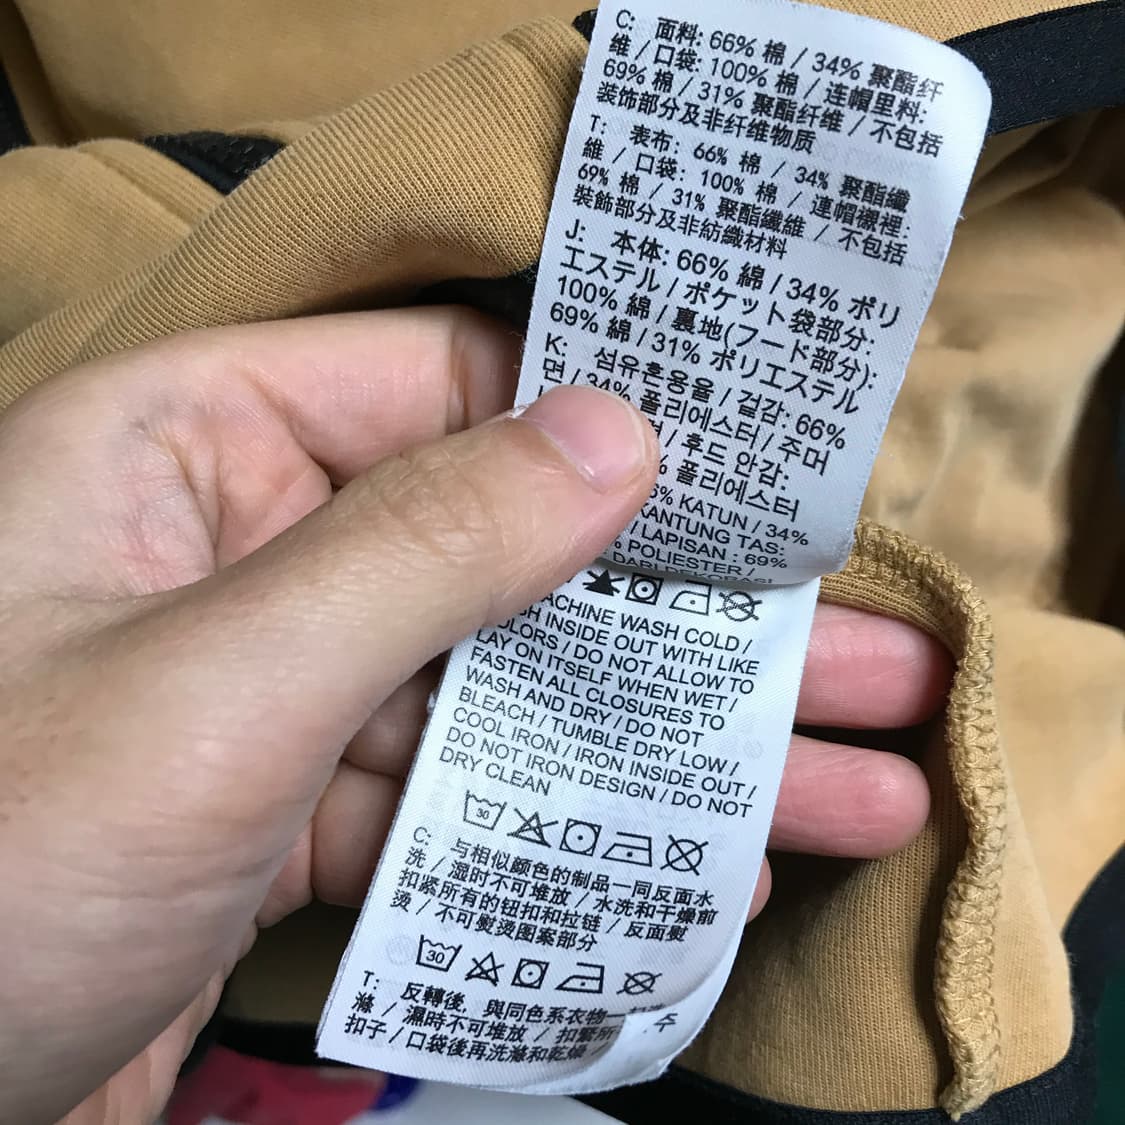 C: 面料: 66% 棉 / 34% 聚酯纤
维 / 口袋: 100% 棉 / 连帽里料:
69% 棉 / 31% 聚酯纤维 / 不包括
装饰部分及非纤维物质
T: 表布: 66% 棉 / 34% 聚酯纖
維 / 口袋: 100% 棉 / 連帽襯裡:
69% 棉 / 31% 聚酯纖維 / 不包括
裝飾部分及非紡織材料
J: 本体: 66% 綿 / 34% ポリ
エステル / ポケット袋部分:
100% 綿 / 裏地(フード部分):
69% 綿 / 31% ポリエステル
K: 섬유혼용율 / 겉감: 66%
면 / 34% 폴리에스터 / 주머
/ 후드 안감:
% 폴리에스터
6% KATUN / 34%
KANTUNG TAS:
/ LAPISAN : 69%
% POLIESTER /
DARI DEKORASI
MACHINE WASH COLD /
WASH INSIDE OUT WITH LIKE
COLORS / DO NOT ALLOW TO
LAY ON ITSELF WHEN WET /
FASTEN ALL CLOSURES TO
WASH AND DRY / DO NOT
BLEACH / TUMBLE DRY LOW /
COOL IRON / IRON INSIDE OUT /
DO NOT IRON DESIGN / DO NOT
DRY CLEAN
30
C: 与相似颜色的制品一同反面水
洗 / 湿时不可堆放 / 水洗和干燥前
扣紧所有的钮扣和拉链 / 反面熨
烫 / 不可熨烫图案部分
30
T: 反轉後, 與同色系衣物一起
滌 / 濕時不可堆放 / 扣緊所
扣子 / 口袋後再洗滌和乾燥 /
주